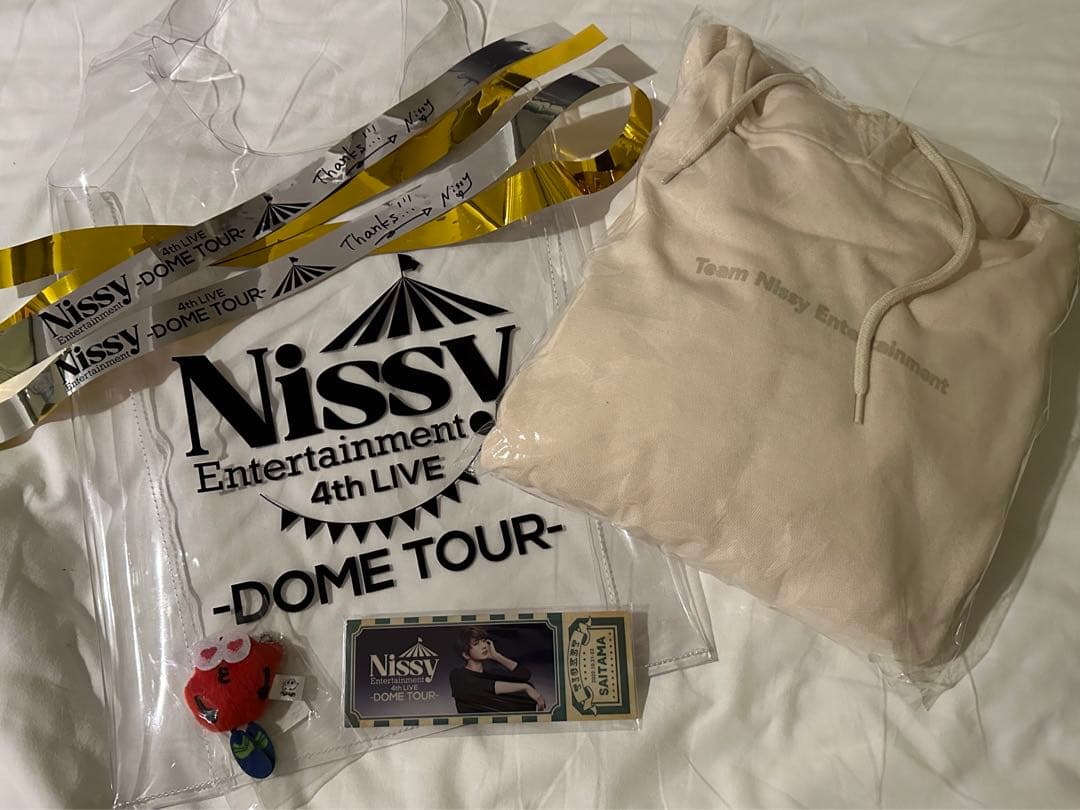 Nissy
Entertainment
4th LIVE
-DOME TOUR-
Thanks...!!!
Nissy
Nissy
Entertainment
4th LIVE
-DOME TOUR-
Thanks...!!!
Nissy
Nissy
Entertainment
4th LIVE
-DOME TOUR-
Team Nissy Entertainment
Nissy
Entertainment
4th LIVE
-DOME TOUR-
TICKET
SAITAMA